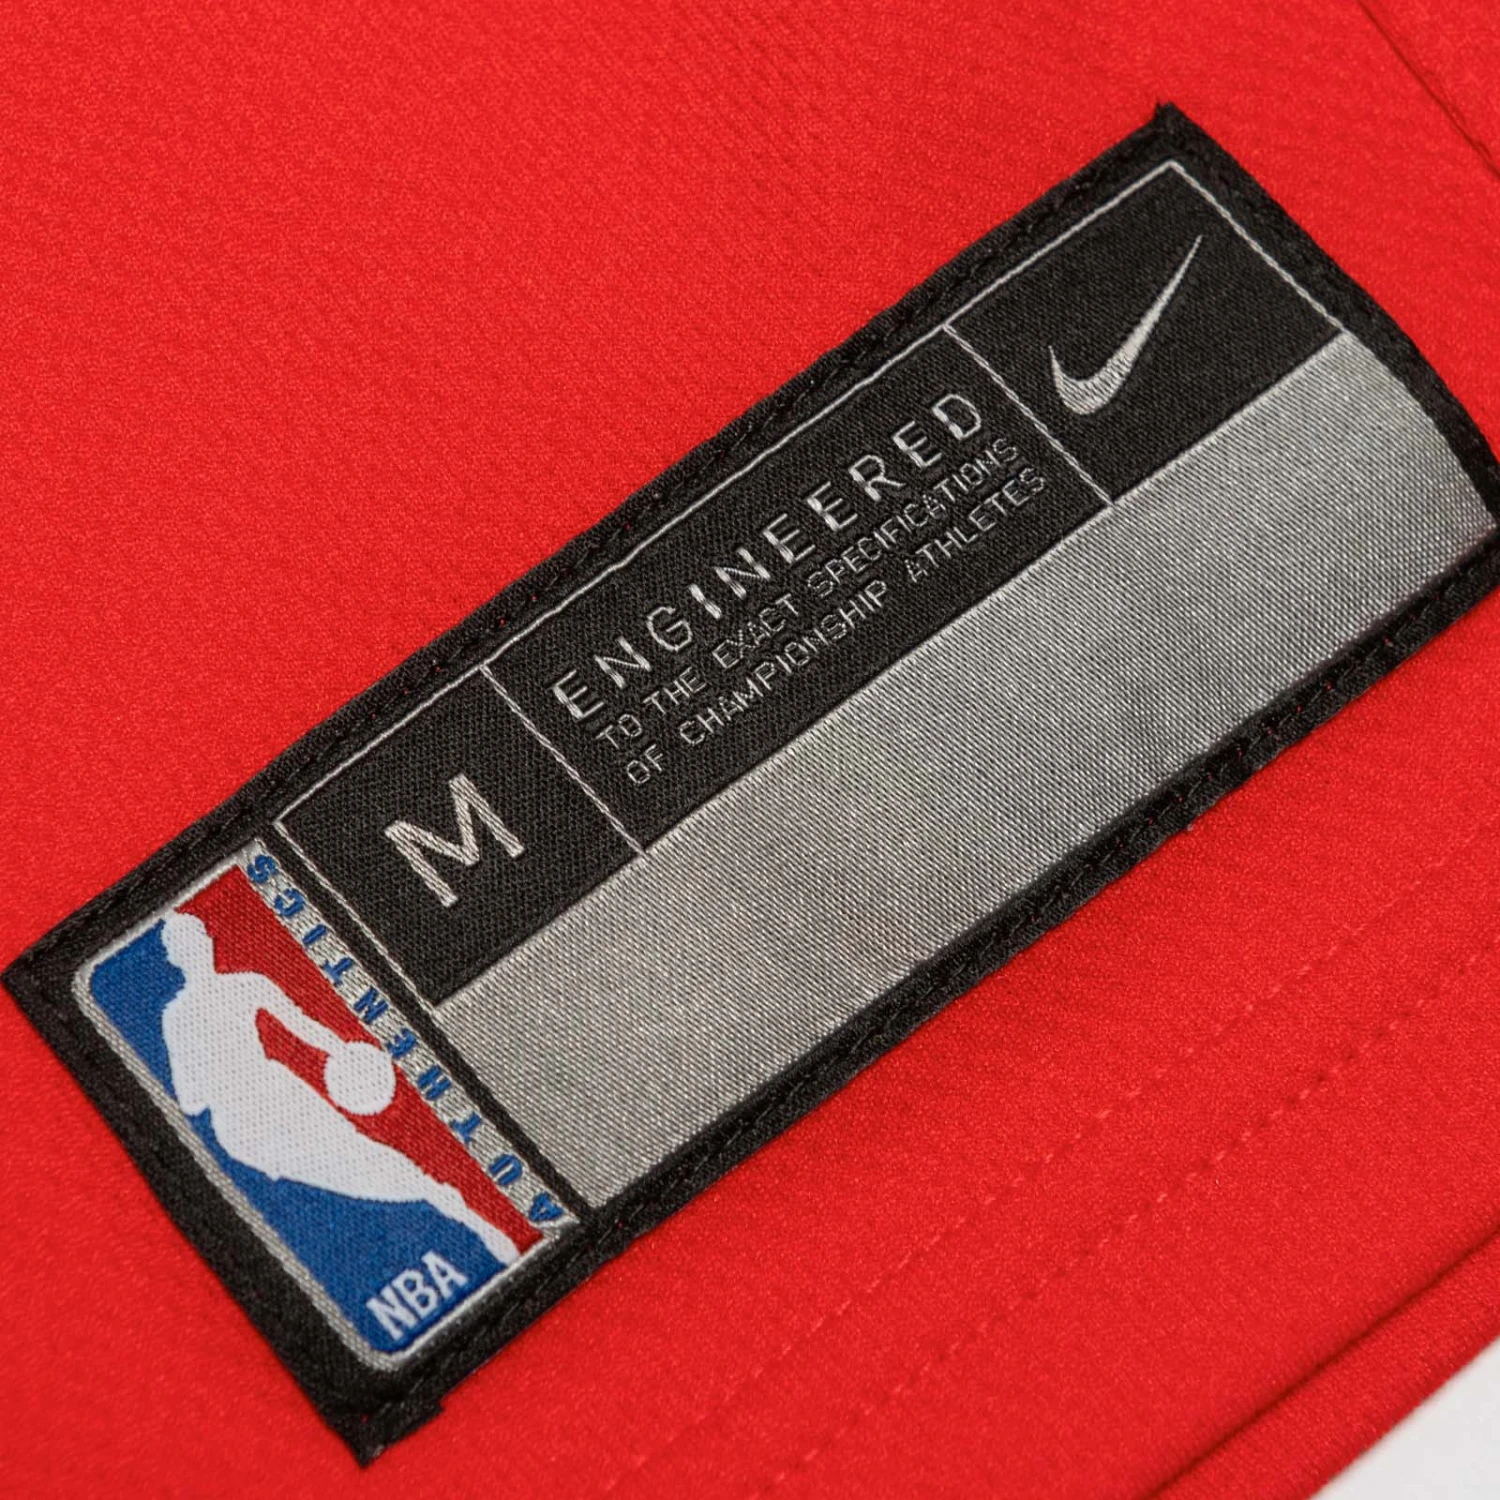 M
ENGINEERED
TO THE EXACT SPECIFICATIONS
OF CHAMPIONSHIP ATHLETES
AUTHENTICS
NBA